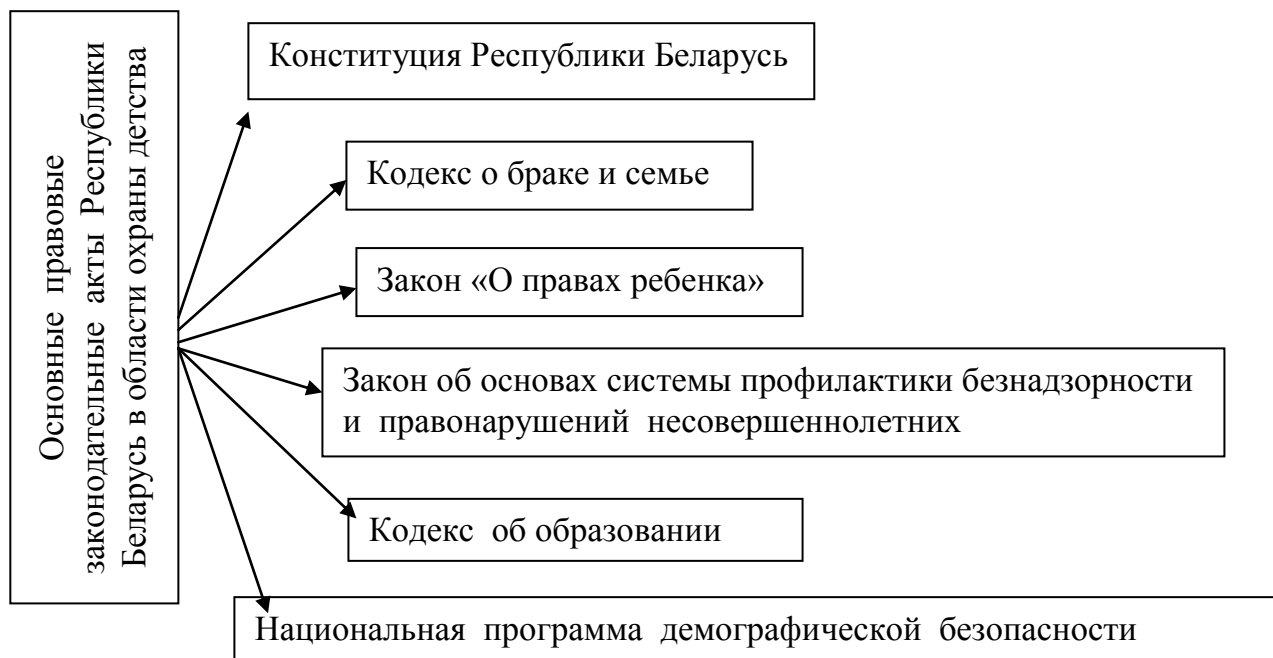 Основные правовые
законодательные акты Республики
Беларусь в области охраны детства
Конституция Республики Беларусь
Кодекс о браке и семье
Закон «О правах ребенка»
Закон об основах системы профилактики безнадзорности
и правонарушений несовершеннолетних
Кодекс об образовании
Национальная программа демографической безопасности